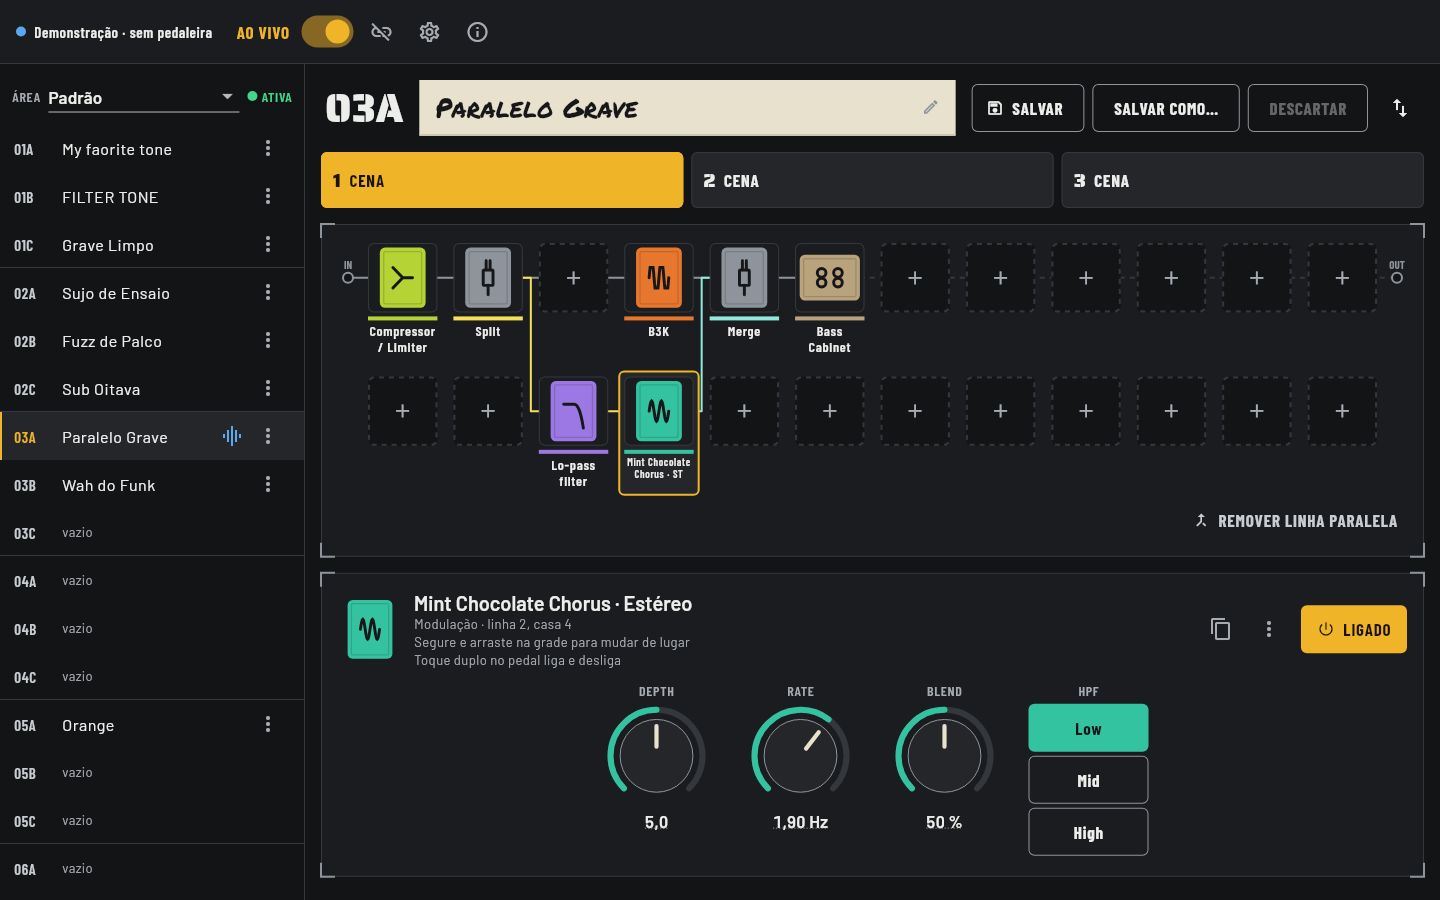 Demonstração · sem pedaleira
AO VIVO
ÁREA Padrão ATIVA
01A My faorite tone
01B FILTER TONE
01C Grave Limpo
02A Sujo de Ensaio
02B Fuzz de Palco
02C Sub Oitava
03A Paralelo Grave
03B Wah do Funk
03C vazio
04A vazio
04B vazio
04C vazio
05A Orange
05B vazio
05C vazio
06A vazio
03A Paralelo Grave
SALVAR
SALVAR COMO...
DESCARTAR
1 CENA
2 CENA
3 CENA
IN
OUT
Compressor
/ Limiter
Split
B3K
Merge
88
Bass
Cabinet
Lo-pass
filter
Mint Chocolate
Chorus · ST
REMOVER LINHA PARALELA
Mint Chocolate Chorus · Estéreo
Modulação · linha 2, casa 4
Segure e arraste na grade para mudar de lugar
Toque duplo no pedal liga e desliga
LIGADO
DEPTH
5,0
RATE
1,90 Hz
BLEND
50 %
HPF
Low
Mid
High